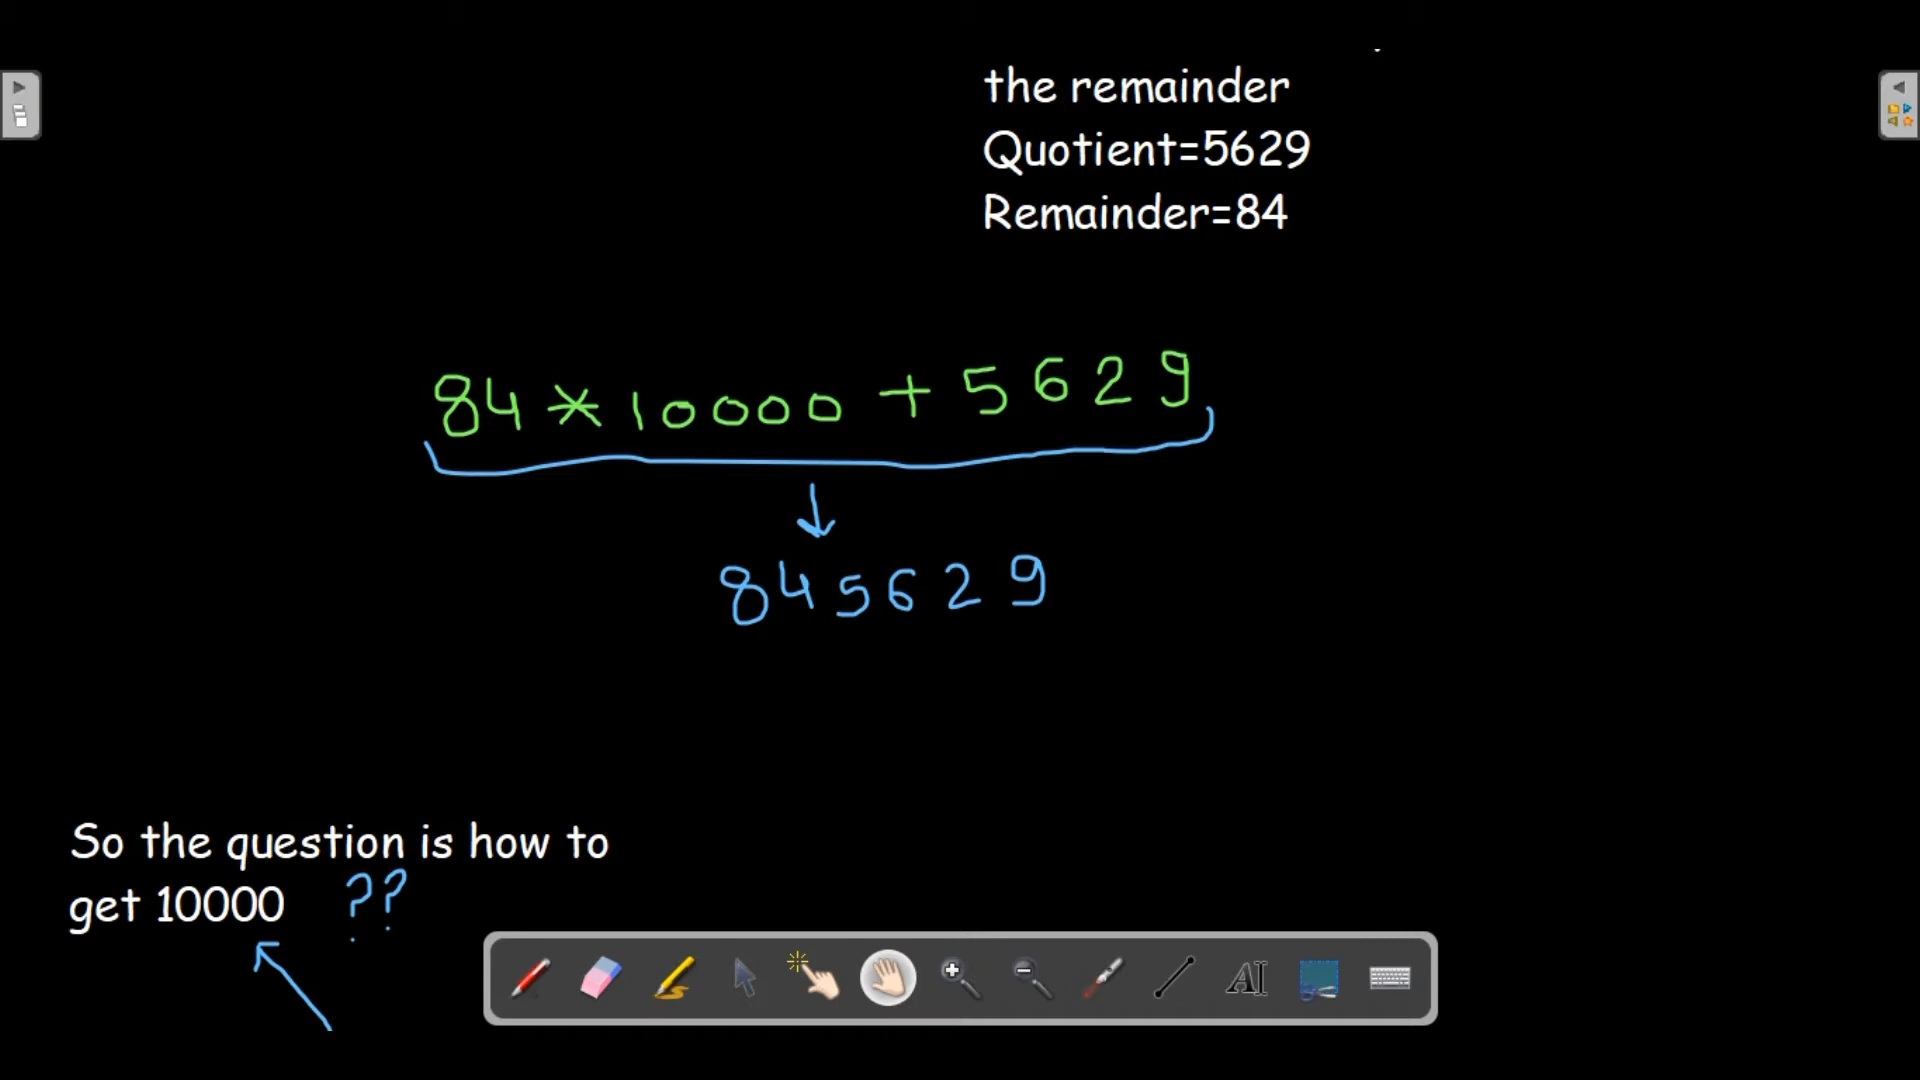 the remainder
Quotient=5629
Remainder=84
84 * 10000 + 5629
845629
So the question is how to
get 10000 ??
AI